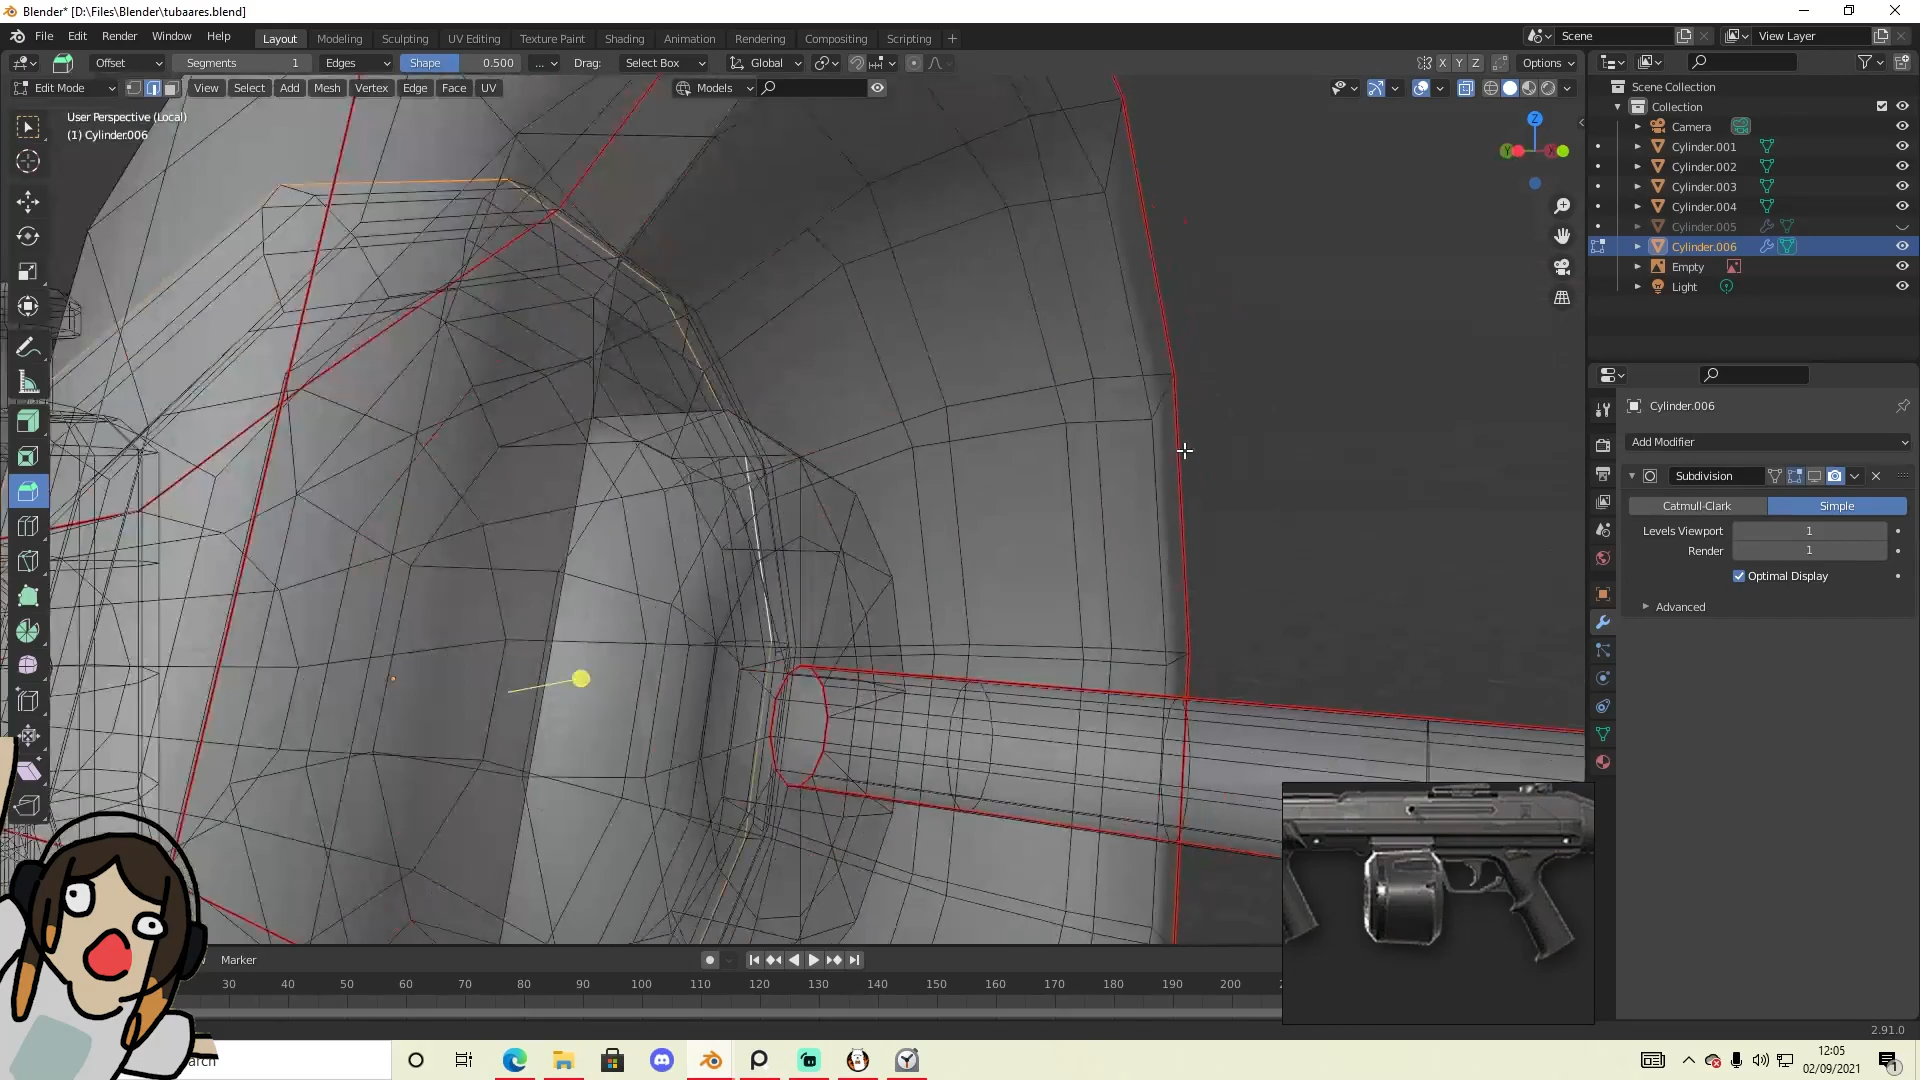 Blender* [D:\Files\Blender\tubaares.blend]
File Edit Render Window Help
Layout Modeling Sculpting UV Editing Texture Paint Shading Animation Rendering Compositing Scripting +
Scene
View Layer
Offset Segments 1 Edges Shape 0.500 ... Drag: Select Box Global X Y Z Options
Edit Mode View Select Add Mesh Vertex Edge Face UV Models
User Perspective (Local)
(1) Cylinder.006
Z
Y
X
Scene Collection
Collection
Camera
Cylinder.001
Cylinder.002
Cylinder.003
Cylinder.004
Cylinder.005
Cylinder.006
Empty
Light
Cylinder.006
Add Modifier
Subdivision
Catmull-Clark Simple
Levels Viewport 1
Render 1
Optimal Display
Advanced
Marker
30 40 50 60 70 80 90 100 110 120 130 140 150 160 170 180 190 200
2.91.0
arch
12:05
02/09/2021
1